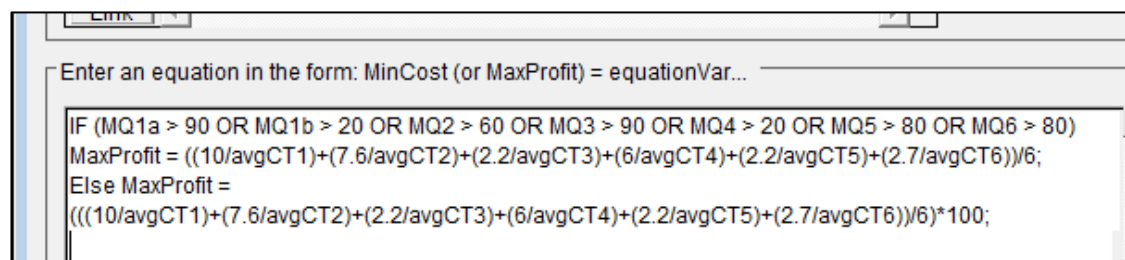 Link
Enter an equation in the form: MinCost (or MaxProfit) = equationVar...
IF (MQ1a > 90 OR MQ1b > 20 OR MQ2 > 60 OR MQ3 > 90 OR MQ4 > 20 OR MQ5 > 80 OR MQ6 > 80)
MaxProfit = ((10/avgCT1)+(7.6/avgCT2)+(2.2/avgCT3)+(6/avgCT4)+(2.2/avgCT5)+(2.7/avgCT6))/6;
Else MaxProfit =
(((10/avgCT1)+(7.6/avgCT2)+(2.2/avgCT3)+(6/avgCT4)+(2.2/avgCT5)+(2.7/avgCT6))/6)*100;